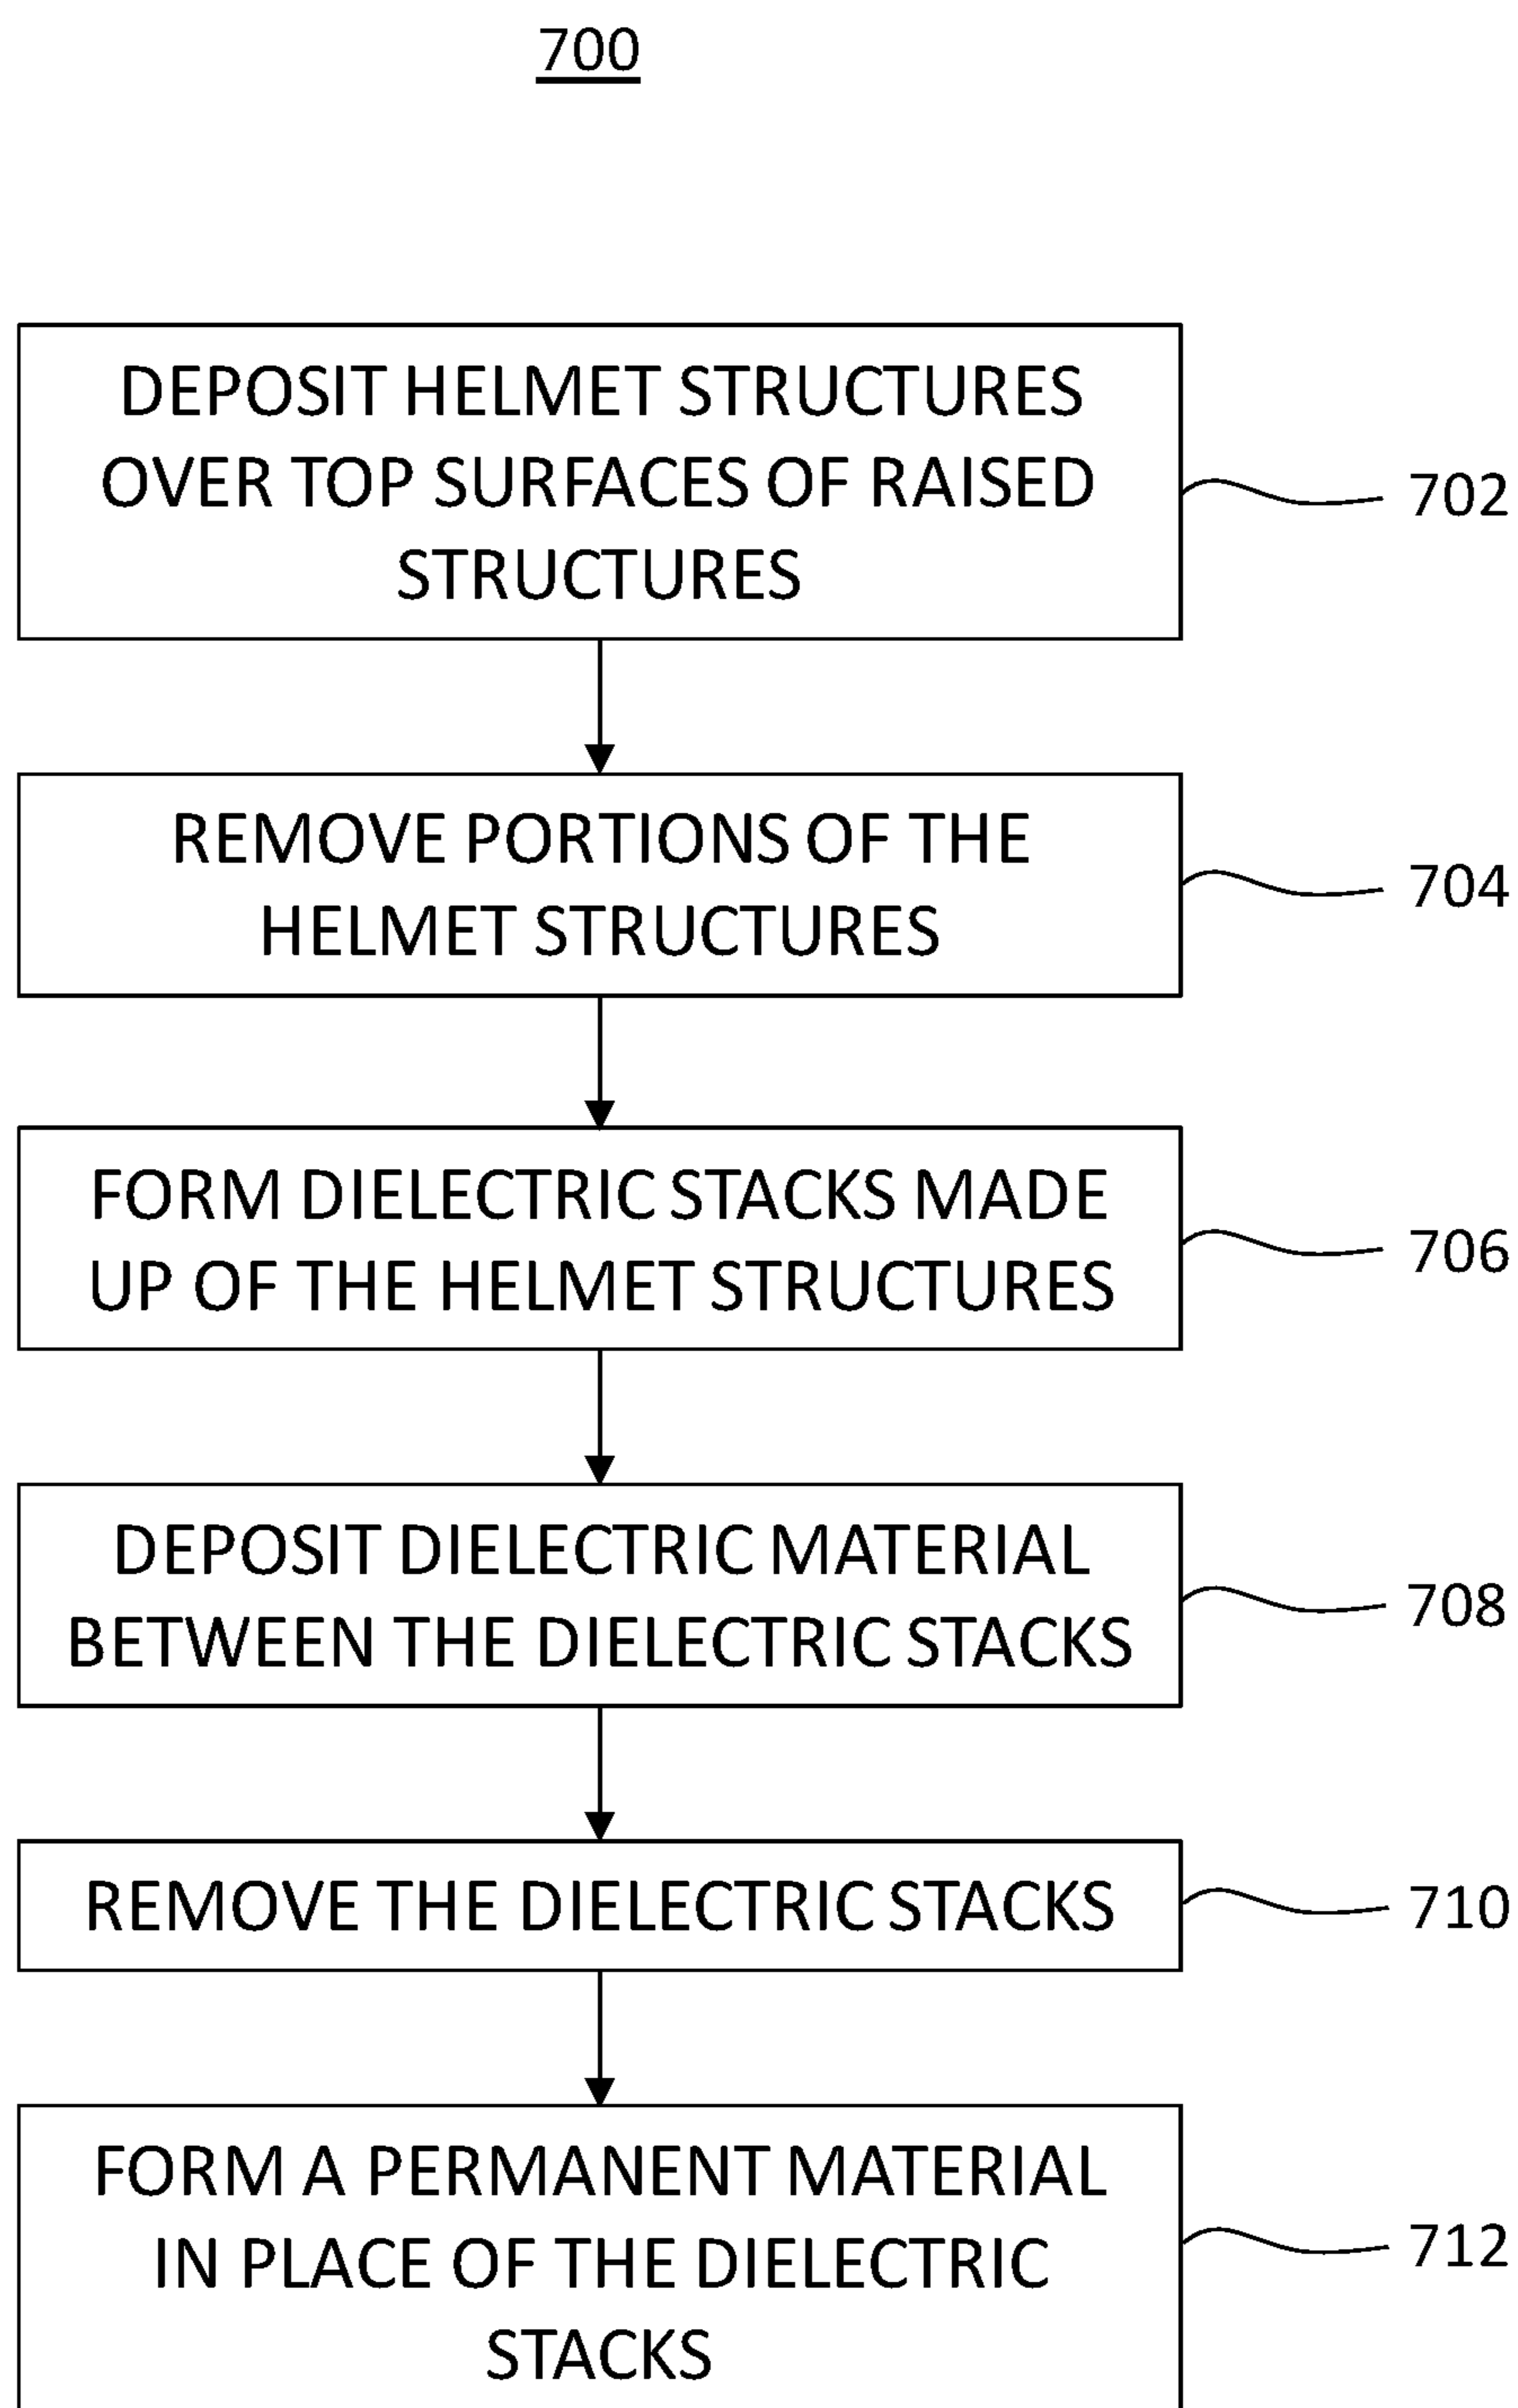 700
DEPOSIT HELMET STRUCTURES
OVER TOP SURFACES OF RAISED
STRUCTURES
702
REMOVE PORTIONS OF THE
HELMET STRUCTURES
704
FORM DIELECTRIC STACKS MADE
UP OF THE HELMET STRUCTURES
706
DEPOSIT DIELECTRIC MATERIAL
BETWEEN THE DIELECTRIC STACKS
708
REMOVE THE DIELECTRIC STACKS
710
FORM A PERMANENT MATERIAL
IN PLACE OF THE DIELECTRIC
STACKS
712